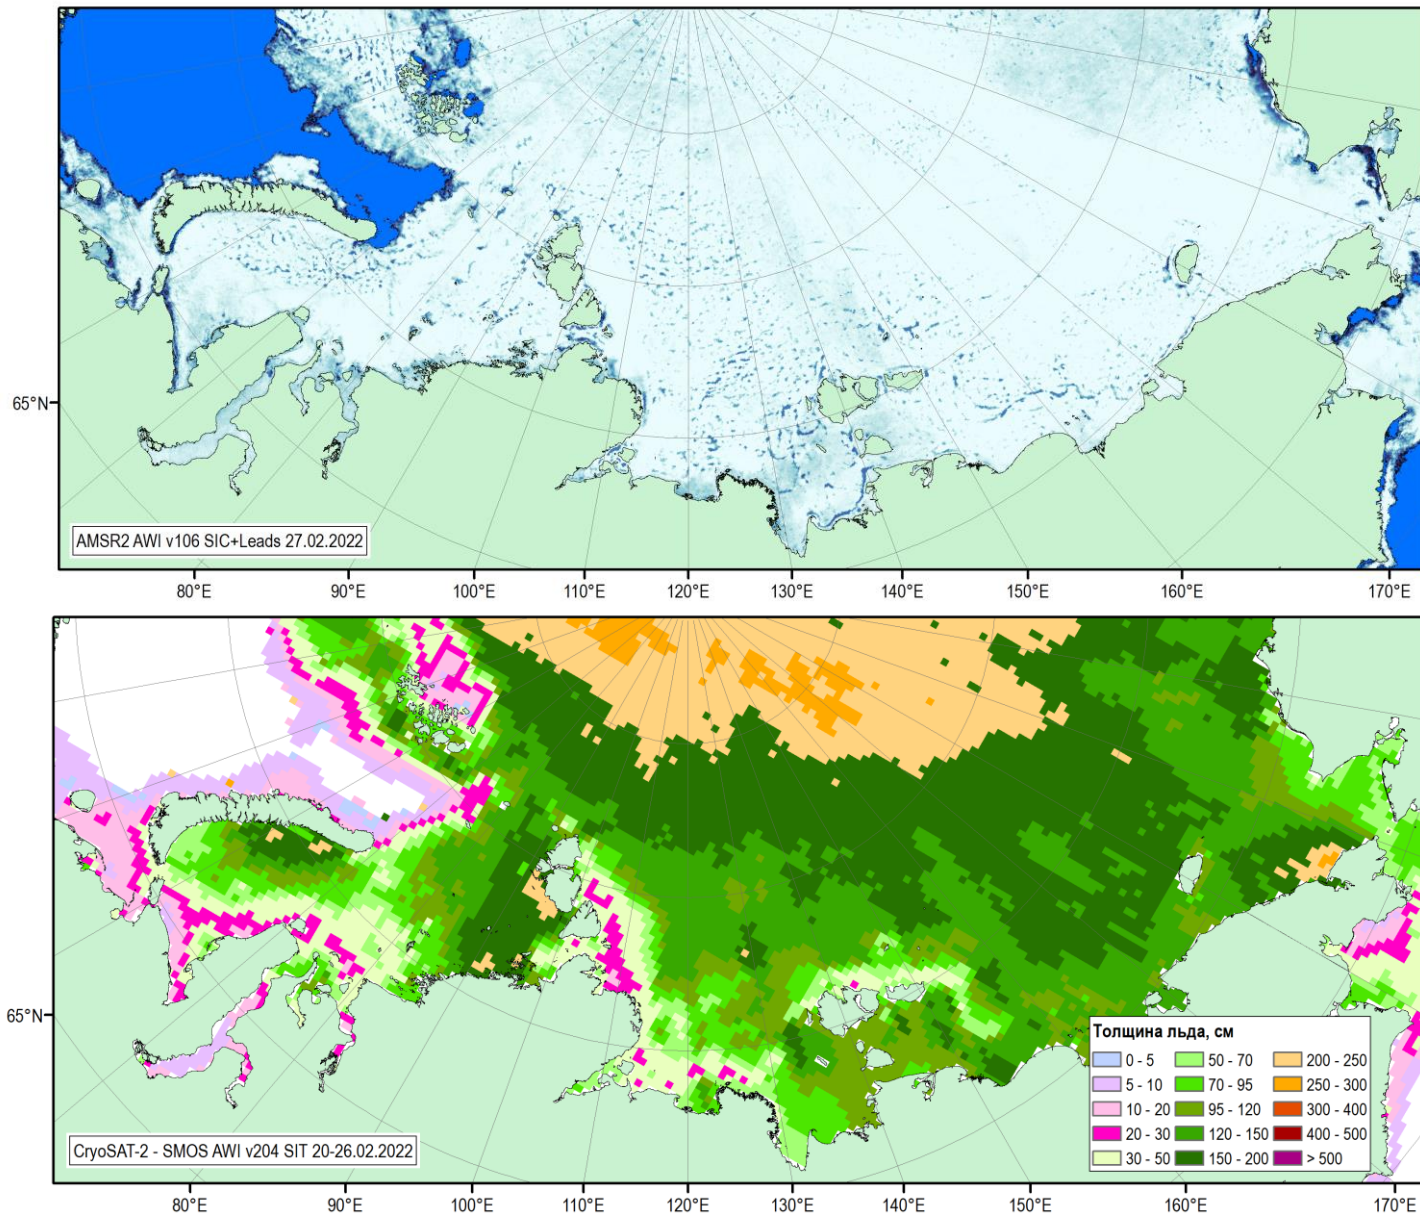 65°N
AMSR2 AWI v106 SIC+Leads 27.02.2022
80°E 90°E 100°E 110°E 120°E 130°E 140°E 150°E 160°E 170°E
65°N
Толщина льда, см
0 - 5 50 - 70 200 - 250
5 - 10 70 - 95 250 - 300
10 - 20 95 - 120 300 - 400
20 - 30 120 - 150 400 - 500
30 - 50 150 - 200 > 500
CryoSAT-2 - SMOS AWI v204 SIT 20-26.02.2022
80°E 90°E 100°E 110°E 120°E 130°E 140°E 150°E 160°E 170°E